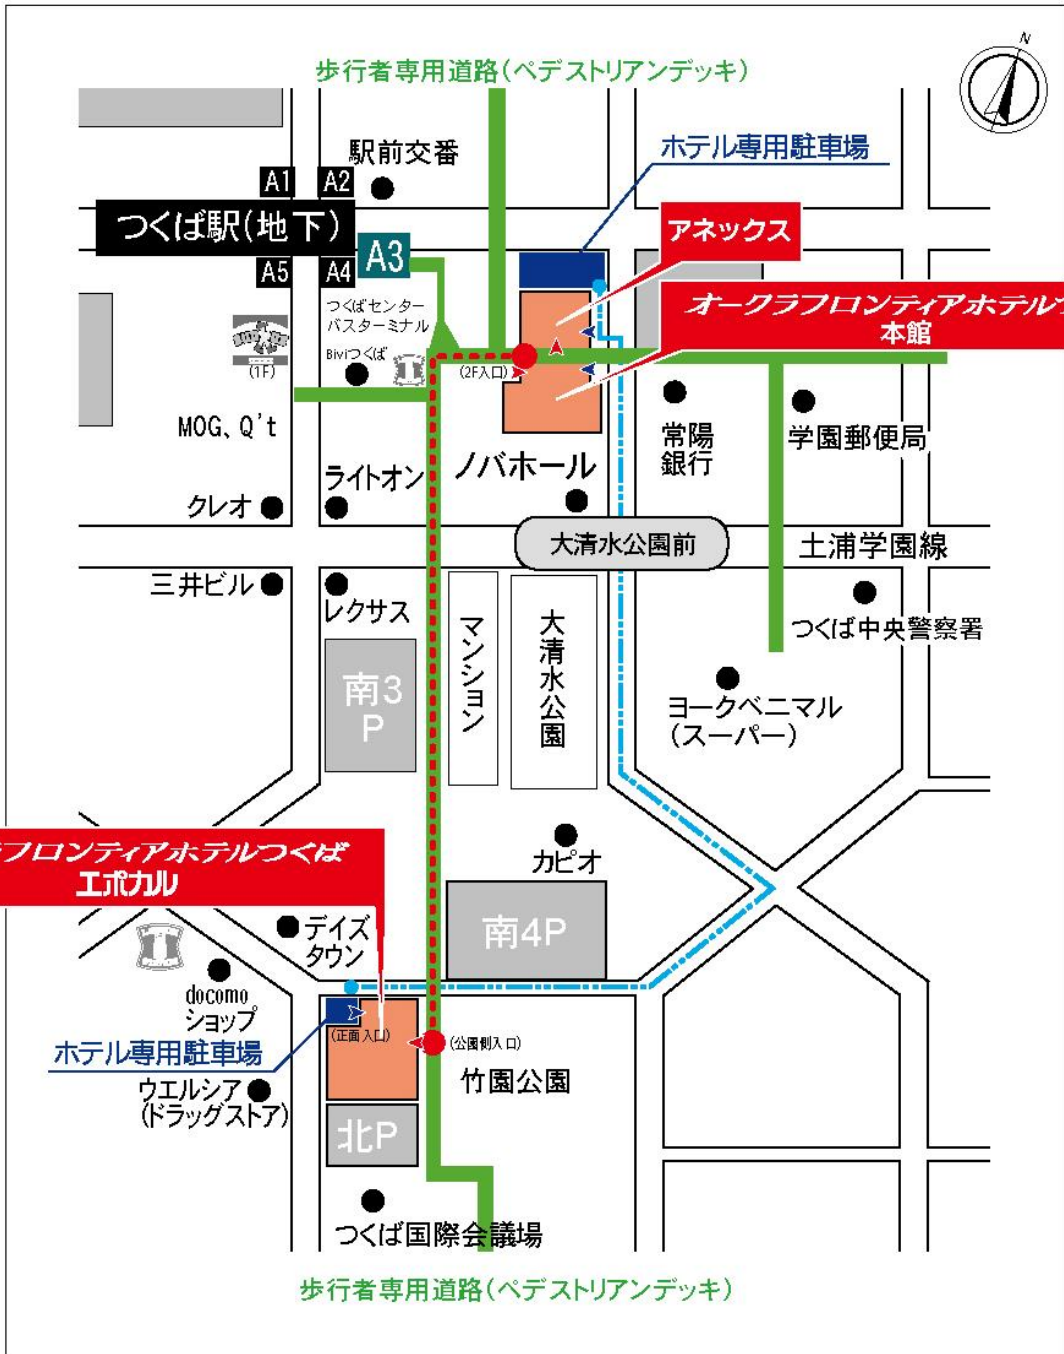 N
歩行者専用道路(ペデストリアンデッキ)
駅前交番
ホテル専用駐車場
A1
A2
つくば駅(地下)
アネックス
A3
A5
A4
つくばセンター
バスターミナル
オークラフロンティアホテル
本館
Biviつくば
(1F)
(2F入口)
MOG、Q't
常陽
銀行
学園郵便局
ノバホール
ライトオン
クレオ
大清水公園前
土浦学園線
三井ビル
レクサス
つくば中央警察署
マンション
大清水公園
南3
P
ヨークベニマル
(スーパー)
フロンティアホテルつくば
エポカル
カピオ
南4P
デイズ
タウン
docomo
ショップ
(正面入口)
(公園側入口)
ホテル専用駐車場
竹園公園
ウエルシア
(ドラッグストア)
北P
つくば国際会議場
歩行者専用道路(ペデストリアンデッキ)